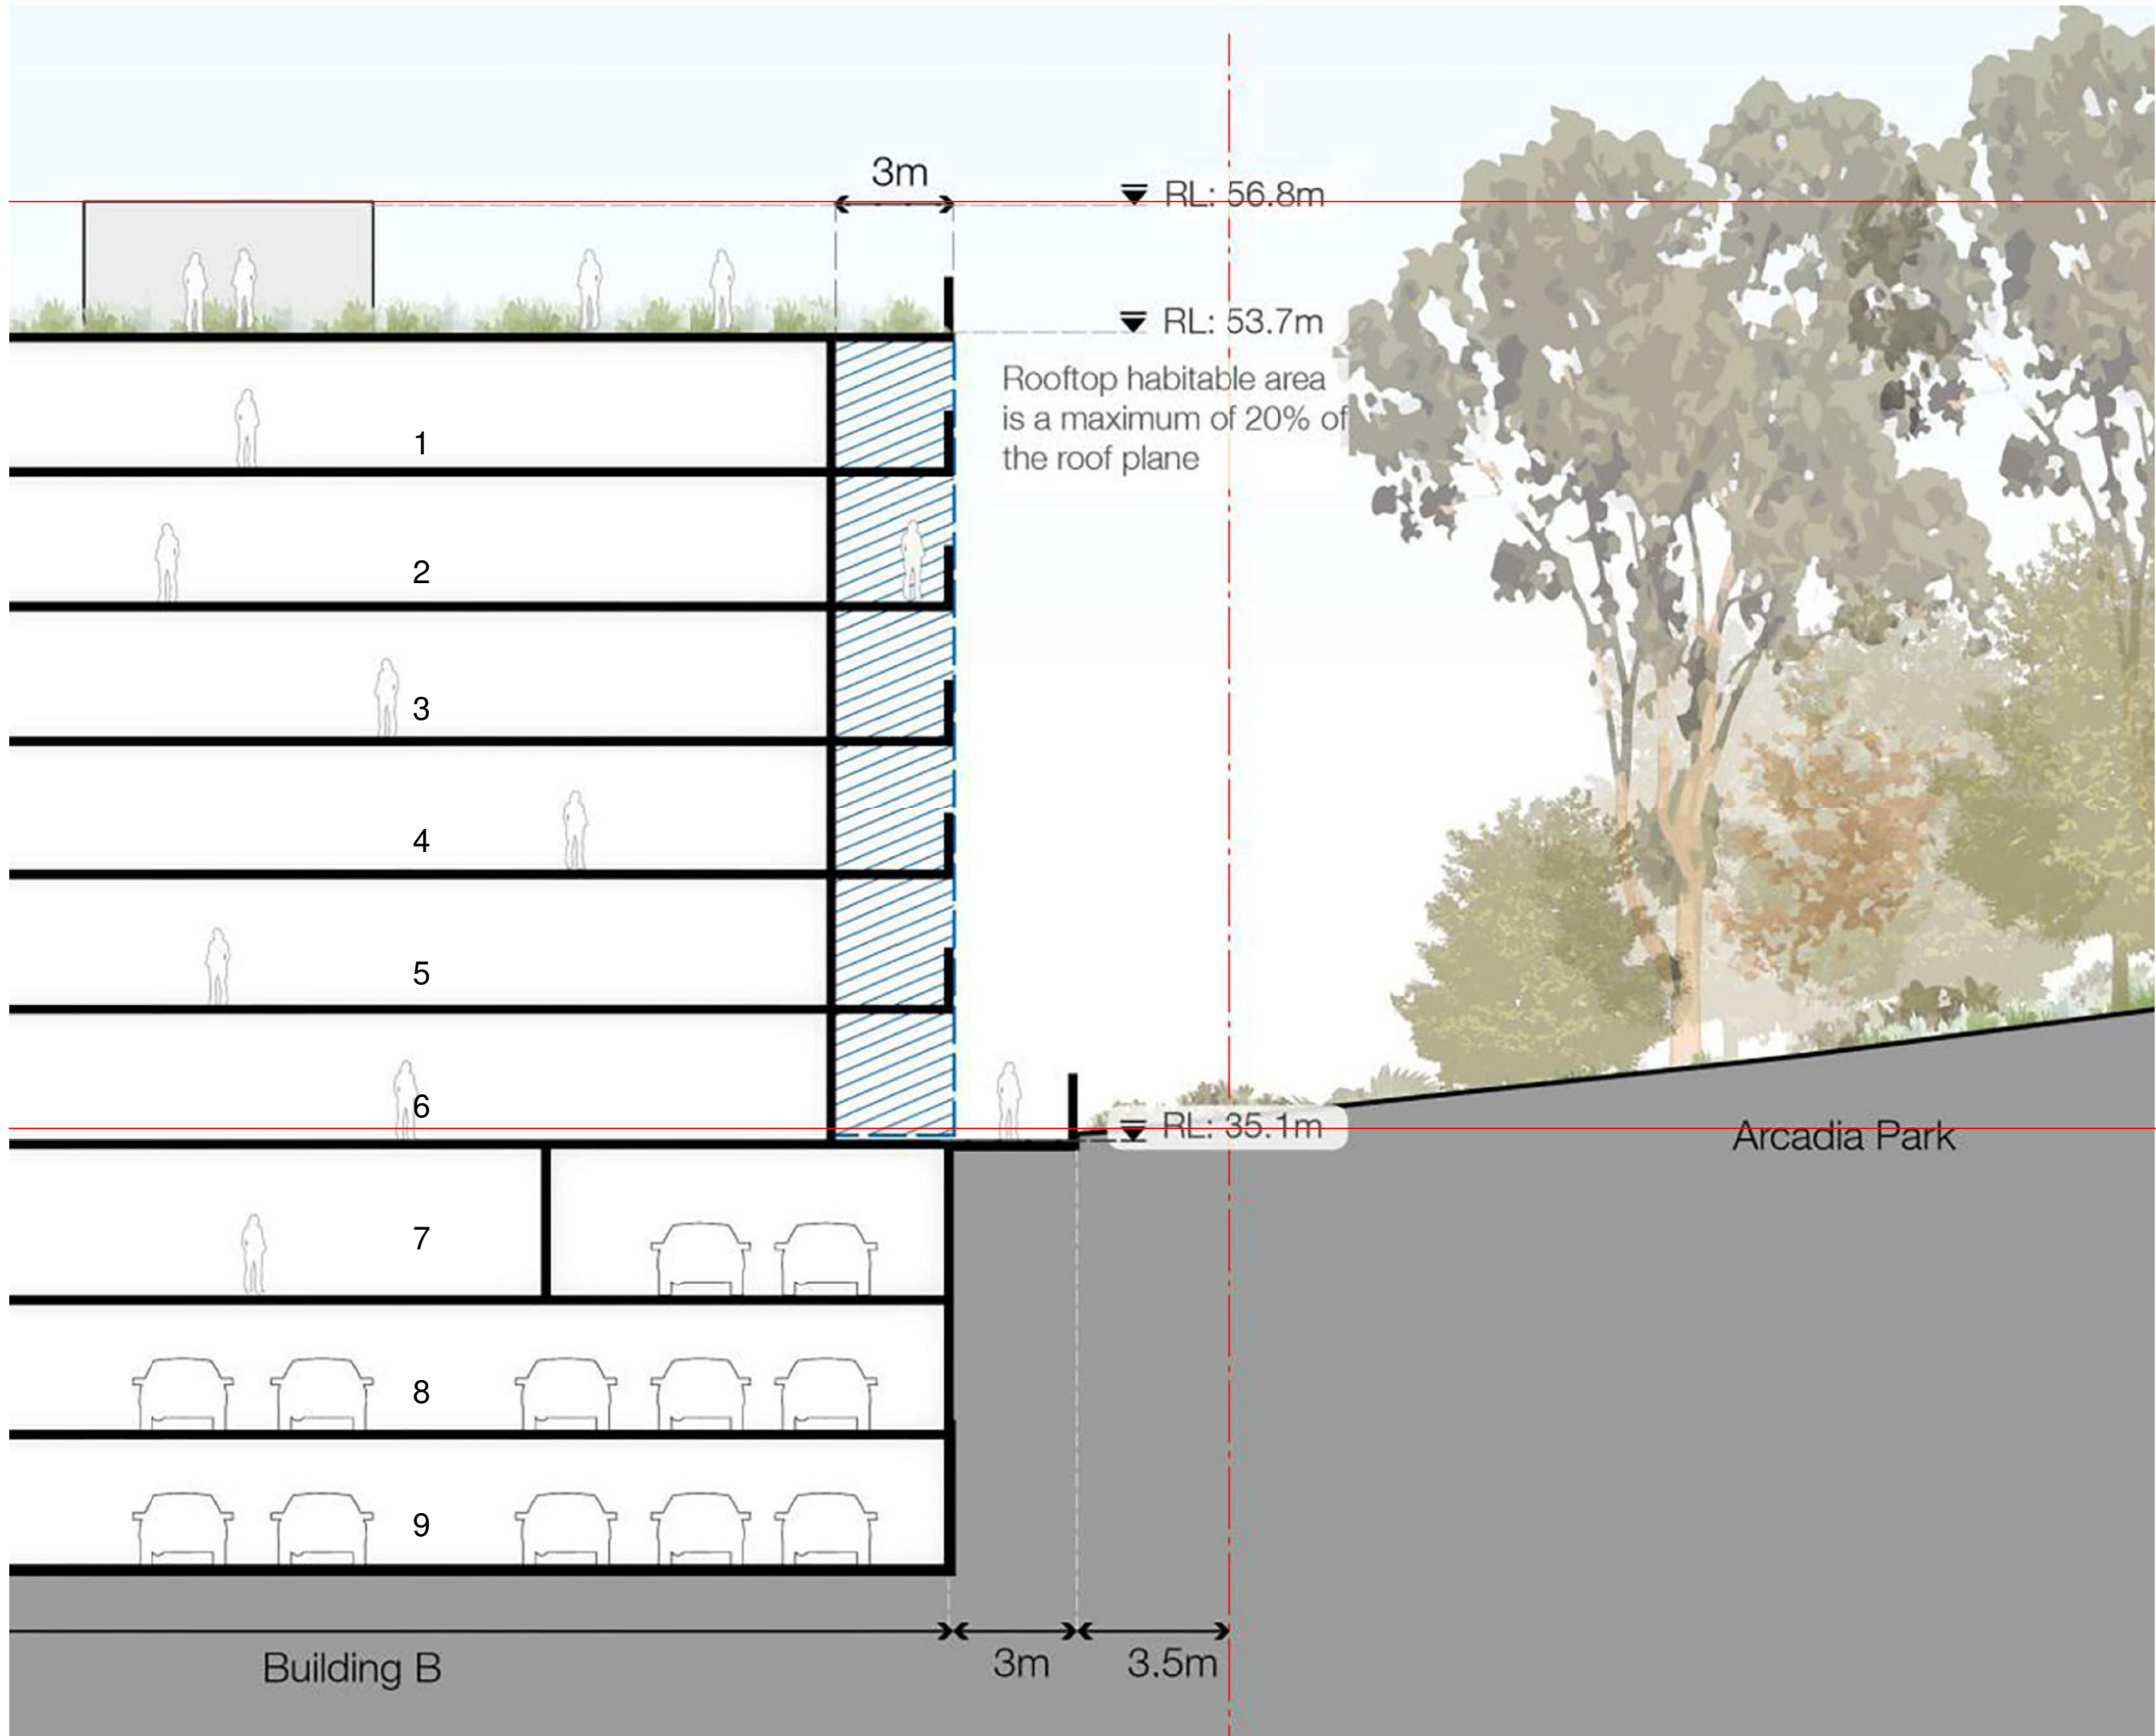 3m
RL: 56.8m
RL: 53.7m
Rooftop habitable area
is a maximum of 20% of
the roof plane
1
2
3
4
5
6
RL: 35.1m
Arcadia Park
7
8
9
Building B
3m
3.5m